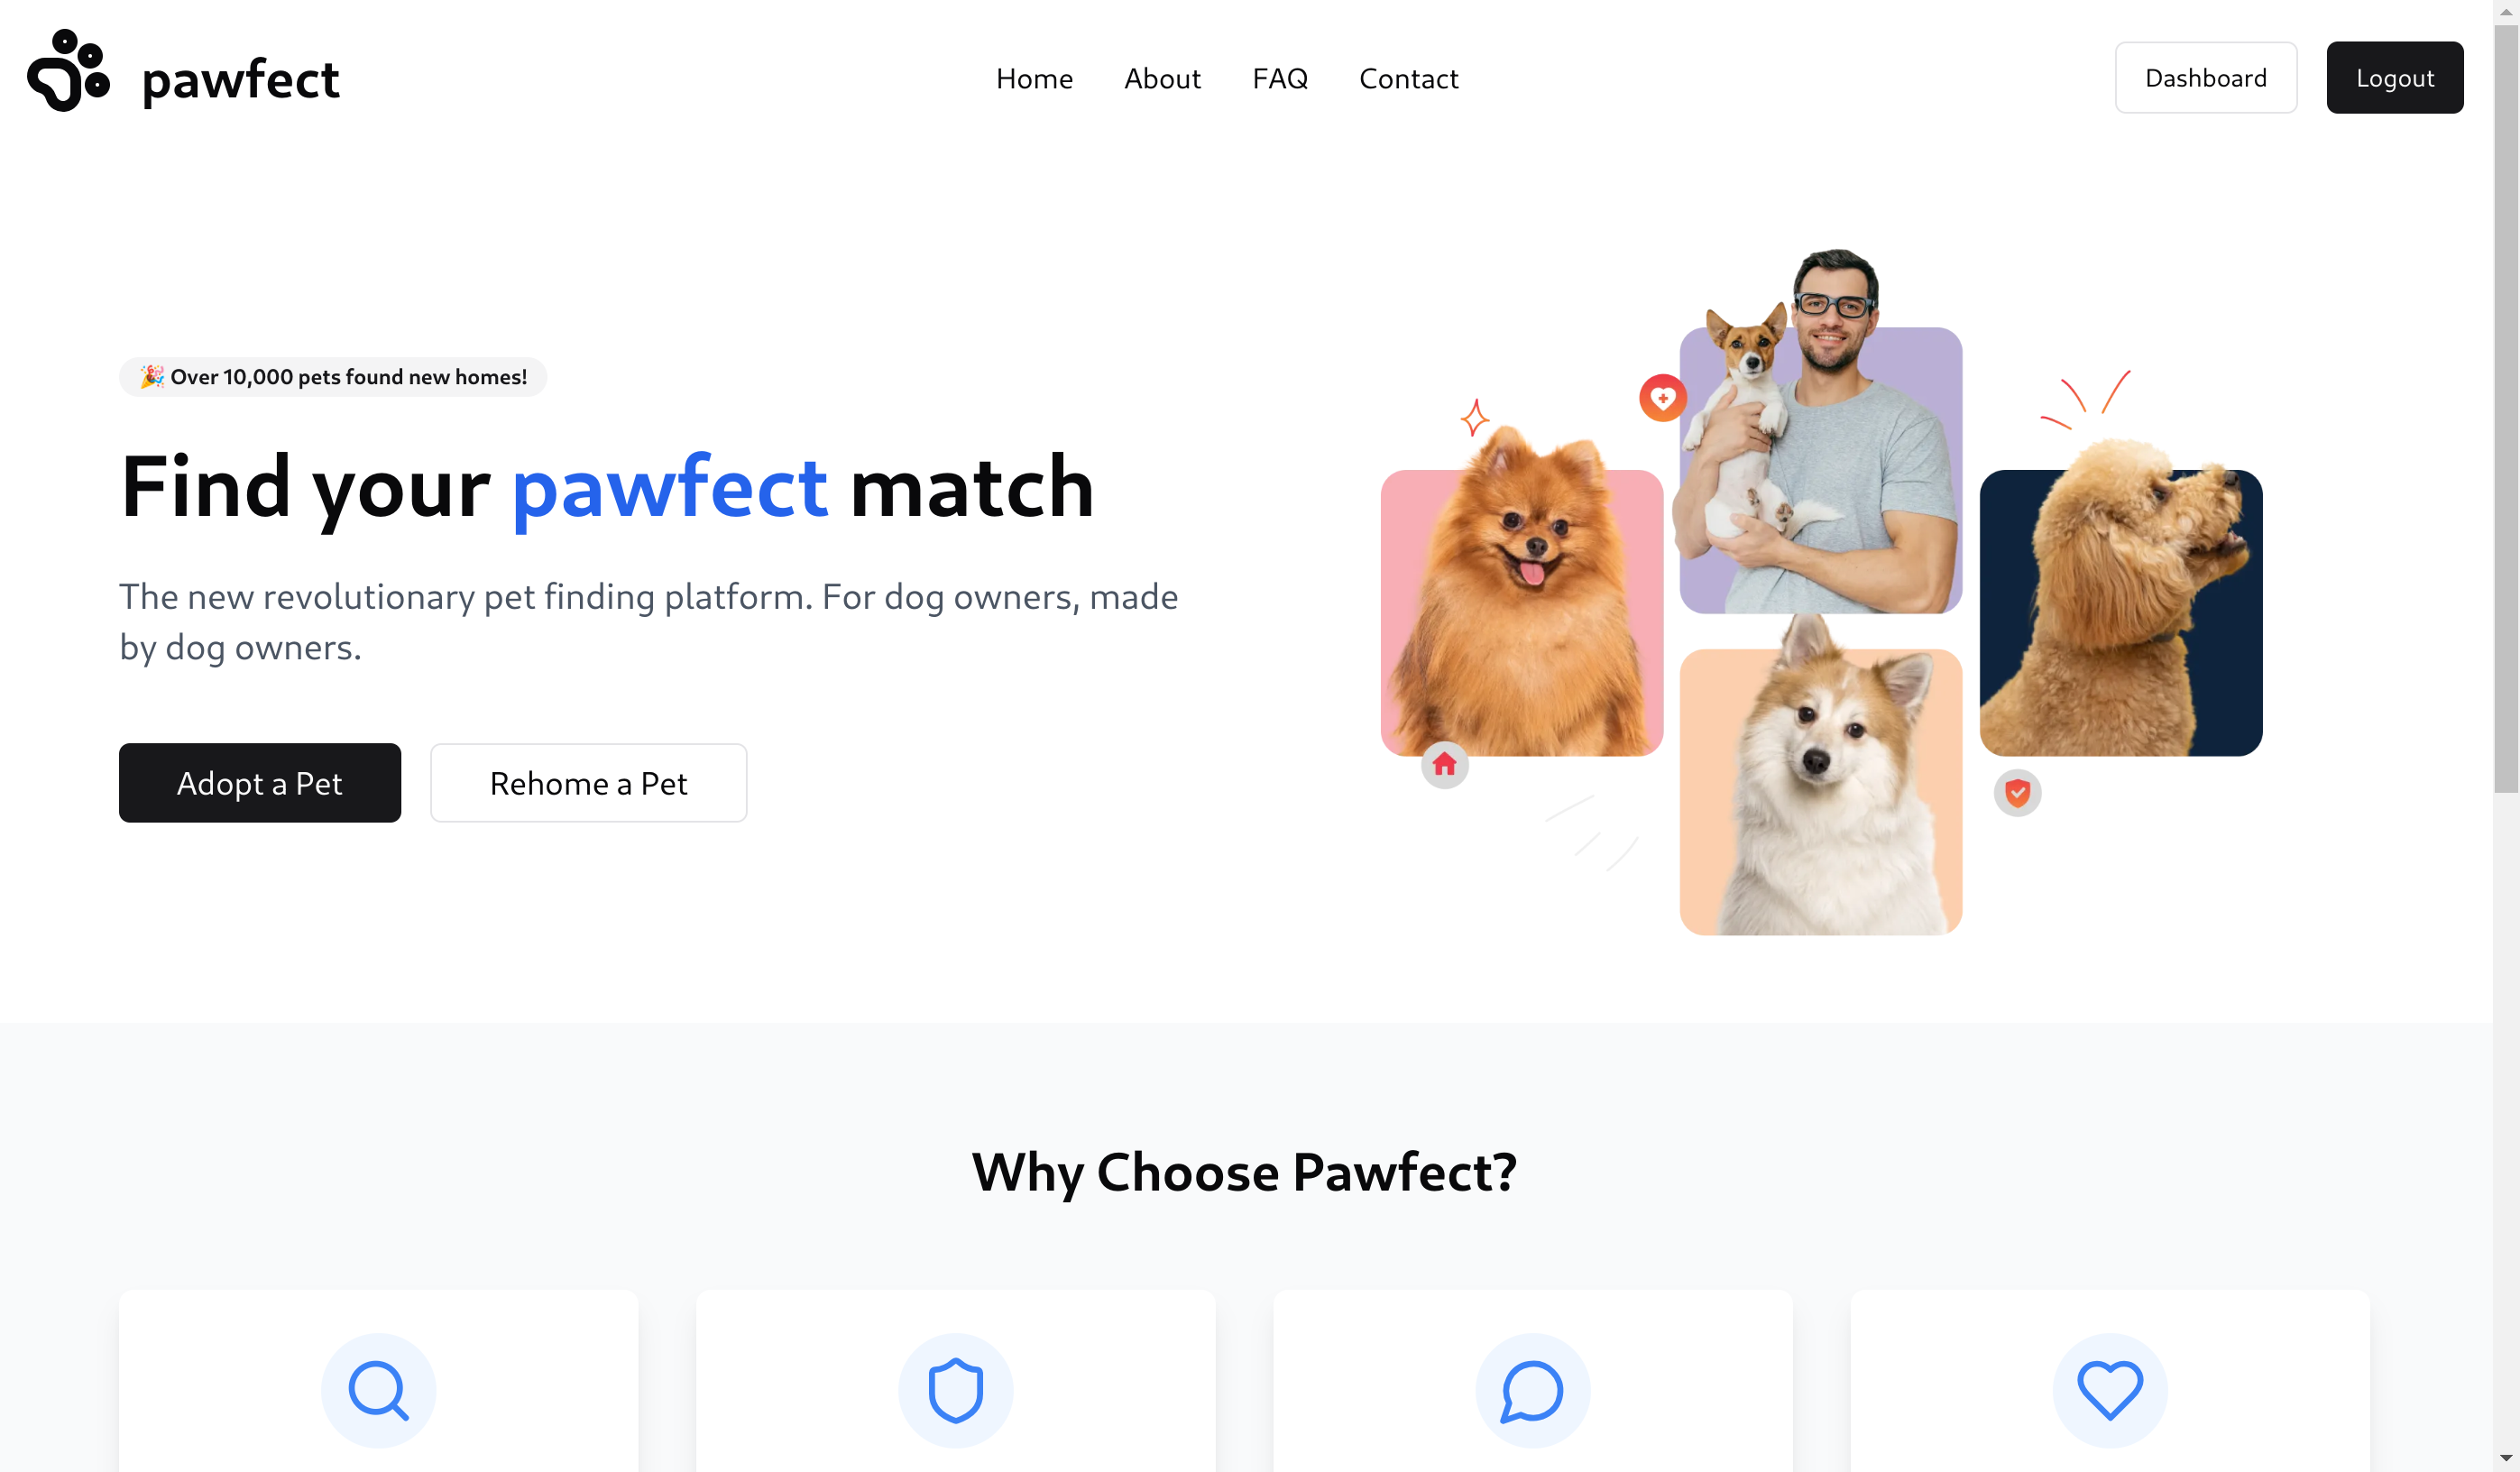 pawfect
Home
About
FAQ
Contact
Dashboard
Logout
🎉 Over 10,000 pets found new homes!
Find your pawfect match
The new revolutionary pet finding platform. For dog owners, made
by dog owners.
Adopt a Pet
Rehome a Pet
Why Choose Pawfect?